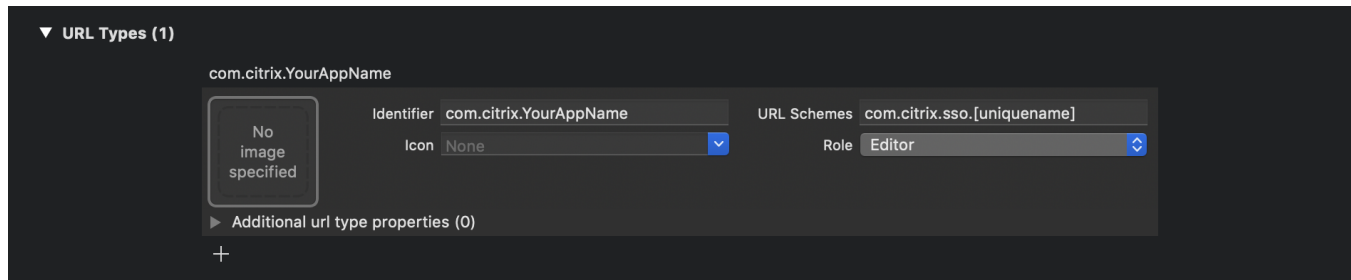 URL Types (1)
com.citrix.YourAppName
No
image
specified
Identifier com.citrix.YourAppName
URL Schemes com.citrix.sso.[uniquename]
Icon None
Role Editor
Additional url type properties (0)